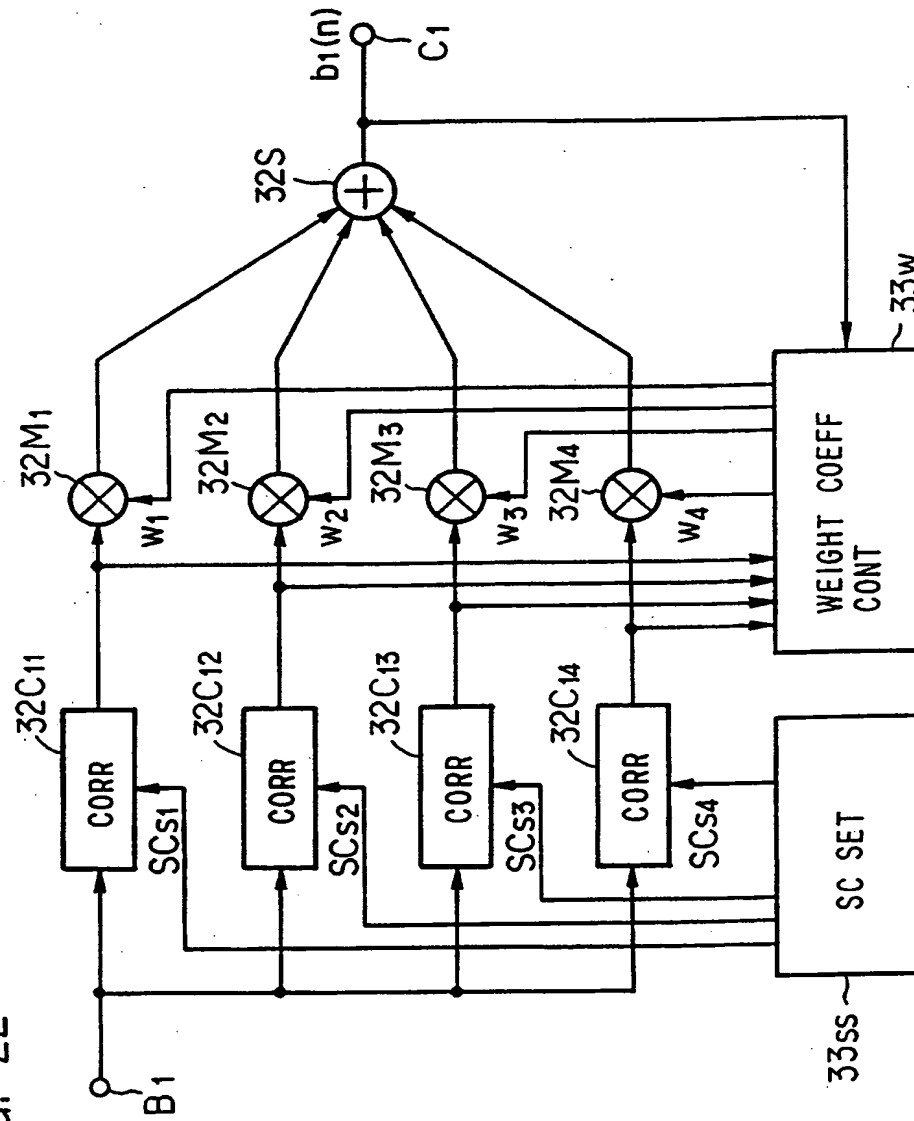 b1(n)
C1
32S
32M1
32M2
32M3
32M4
W1
W2
W3
W4
33w
WEIGHT COEFF
CONT
32C11
32C12
32C13
32C14
CORR
CORR
CORR
CORR
SCs1
SCs2
SCs3
SCs4
SC SET
33ss
B1